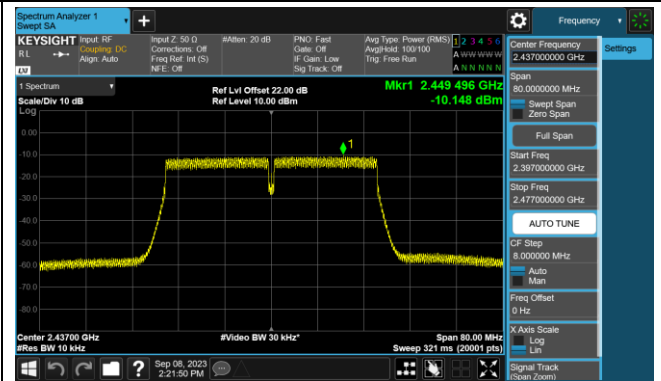 Spectrum Analyzer 1
Swept SA
Frequency
KEYSIGHT
RL
LXI
Input: RF
Coupling: DC
Align: Auto
Input Z: 50 Ω
Corrections: Off
Freq Ref: Int (S)
NFE: Off
#Atten: 20 dB
PNO: Fast
Gate: Off
IF Gain: Low
Sig Track: Off
Avg Type: Power (RMS)
Avg|Hold: 100/100
Trig: Free Run
1 2 3 4 5 6
A W W W W W
A N N N N N
Center Frequency
2.437000000 GHz
Settings
Span
80.0000000 MHz
Swept Span
Zero Span
Full Span
Start Freq
2.397000000 GHz
Stop Freq
2.477000000 GHz
AUTO TUNE
CF Step
8.000000 MHz
Auto
Man
Freq Offset
0 Hz
X Axis Scale
Log
Lin
Signal Track
(Span Zoom)
1 Spectrum
Scale/Div 10 dB
Log
Ref Lvl Offset 22.00 dB
Ref Level 10.00 dBm
Mkr1 2.449 496 GHz
-10.148 dBm
1
0.00
-10.0
-20.0
-30.0
-40.0
-50.0
-60.0
-70.0
-80.0
Center 2.43700 GHz
#Res BW 10 kHz
#Video BW 30 kHz*
Span 80.00 MHz
Sweep 321 ms (20001 pts)
Sep 08, 2023
2:21:50 PM